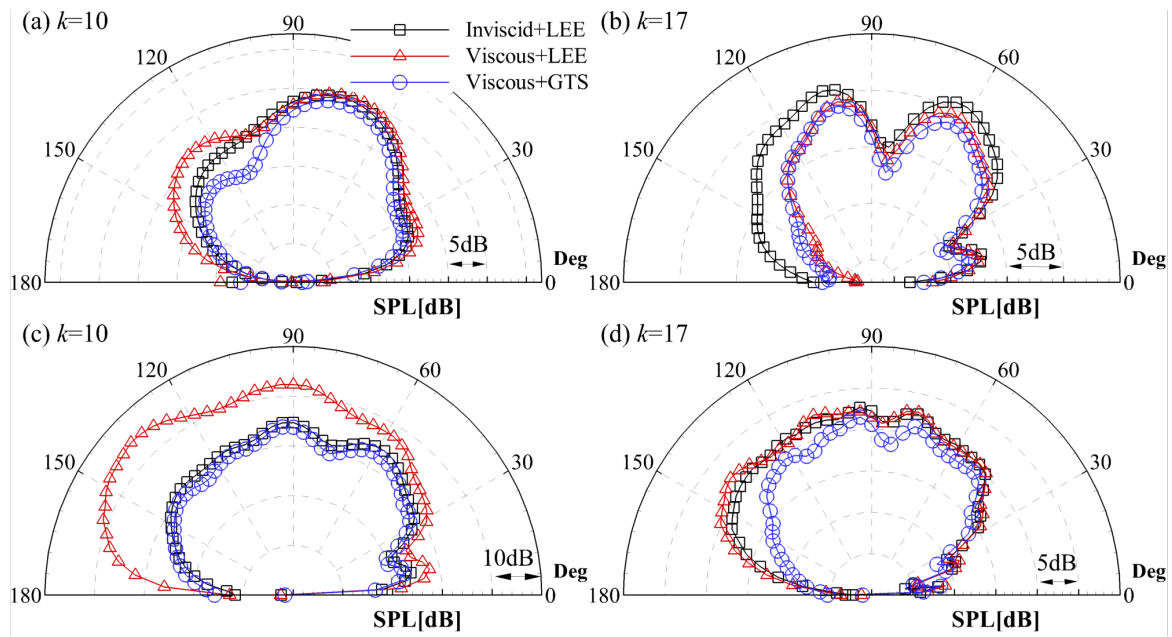 (a) k=10
90
Inviscid+LEE
Viscous+LEE
Viscous+GTS
120
150
30
5dB
Deg
180
0
SPL[dB]
(b) k=17
90
120
60
150
30
5dB
Deg
180
0
SPL[dB]
(c) k=10
90
120
60
150
30
10dB
Deg
180
0
SPL[dB]
(d) k=17
90
120
60
150
30
5dB
Deg
180
0
SPL[dB]